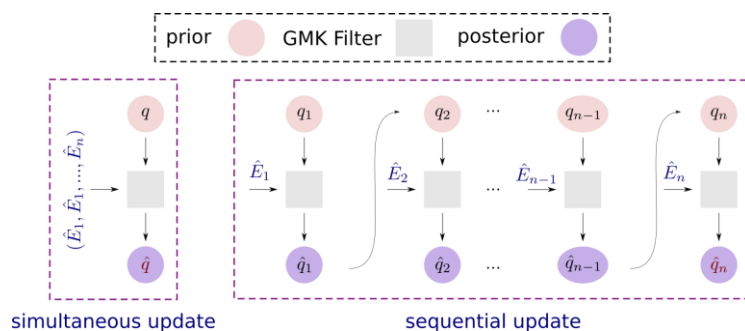 prior GMK Filter posterior
q q₁ q₂ ... qₙ₋₁ qₙ
(Ê₁, Ê₁, ..., Êₙ) Ê₁ Ê₂ ... Êₙ₋₁ Êₙ
q̂ q̂₁ q̂₂ ... q̂ₙ₋₁ q̂ₙ
simultaneous update sequential update